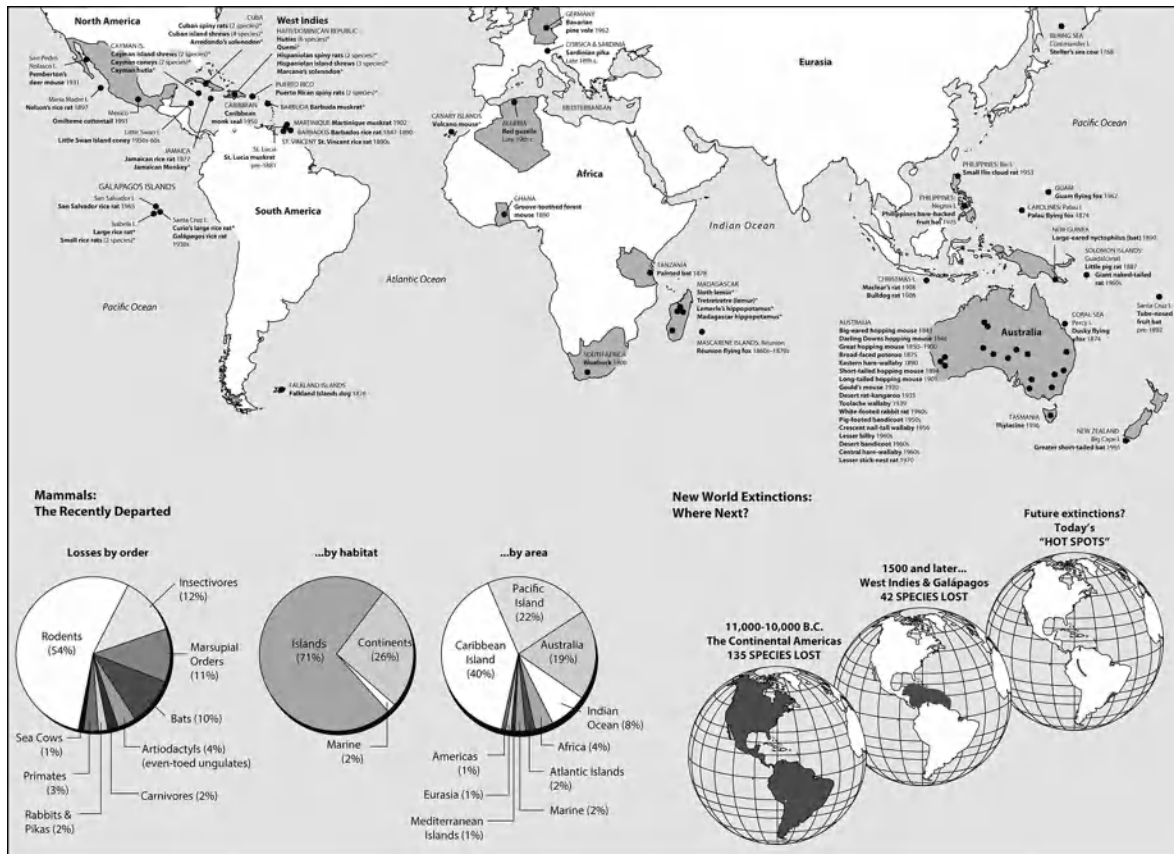 North America
CUBA
Cuban spiny rats (2 species)*
Cuban island shrews (4 species)*
Arredondo's solenodon*
West Indies
HAITI/DOMINICAN REPUBLIC
Hutias (6 species)*
Quemi*
Hispaniolan spiny rats (2 species)*
Hispaniolan island shrews (3 species)*
Marcano's solenodon*
CAYMAN IS.
Cayman island shrews (2 species)*
Cayman coneys (2 species)*
Cayman hutia*
PUERTO RICO
Puerto Rican spiny rats (2 species)*
San Pedro
Nolasco I.
Pemberton's
deer mouse 1931
Maria Madre I.
Nelson's rice rat 1897
Mexico
Omilteme cottontail 1991
CARIBBEAN
Caribbean
monk seal 1950
BARBUDA Barbuda muskrat*
MARTINIQUE Martinique muskrat 1902
BARBADOS Barbados rice rat 1847-1890
ST. VINCENT St. Vincent rice rat 1890s
Little Swan I.
Little Swan Island coney 1950s-60s
JAMAICA
Jamaican rice rat 1877
Jamaican Monkey*
St. Lucia
St. Lucia muskrat
pre-1881
GALAPAGOS ISLANDS
San Salvador I.
San Salvador rice rat 1965
Isabela I.
Large rice rat*
Small rice rats (2 species)*
Santa Cruz I.
Curio's large rice rat*
Galápagos rice rat
1930s
South America
Pacific Ocean
Atlantic Ocean
FALKLAND ISLANDS
Falkland Islands dog 1876
GERMANY
Bavarian
pine vole 1962
CORSICA & SARDINIA
Sardinian pika
Late 18th c.
MEDITERRANEAN
CANARY ISLANDS
Volcano mouse*
ALGERIA
Red gazelle
Late 19th c.
Africa
GHANA
Groove-toothed forest
mouse 1890
TANZANIA
Painted bat 1878
MADAGASCAR
Sloth lemur*
Tretretretre (lemur)*
Lemerle's hippopotamus*
Madagascar hippopotamus*
MASCARENE ISLANDS: Réunion
Réunion flying fox 1860s-1870s
SOUTH AFRICA
Bluebuck 1800
Eurasia
Indian Ocean
BERING SEA
Commander I.
Steller's sea cow 1768
Pacific Ocean
PHILIPPINES:
Small Ilin cloud rat 1953
PHILIPPINES:
Negros I.
Philippines bare-backed
fruit bat 1975
GUAM
Guam flying fox 1967
CAROLINES: Palau I.
Palau flying fox 1874
NEW GUINEA
Large-eared nyctophilus (bat) 1890
SOLOMON ISLANDS:
Guadalcanal
Little pig rat 1887
Giant naked-tailed
rat 1960s
CHRISTMAS I.
Maclear's rat 1908
Bulldog rat 1908
Santa Cruz I.
Tube-nosed
fruit bat
pre-1892
CORAL SEA
Percy I.
Dusky flying
fox 1874
Australia
AUSTRALIA
Big-eared hopping mouse 1843
Darling Downs hopping mouse
Great hopping mouse 1850-1900
Broad-faced potoroo 1875
Eastern hare-wallaby 1890
Short-tailed hopping mouse 1894
Long-tailed hopping mouse 1901
Gould's mouse 1930
Desert rat-kangaroo 1935
Toolache wallaby 1939
White-footed rabbit rat 1940s
Pig-footed bandicoot 1950s
Crescent nail-tail wallaby 1956
Lesser bilby 1960s
Desert bandicoot 1960s
Central hare-wallaby 1960s
Lesser stick-nest rat 1970
TASMANIA
Thylacine 1936
NEW ZEALAND
Big Cape I.
Greater short-tailed bat 1965
Mammals:
The Recently Departed
Losses by order
Insectivores
(12%)
Rodents
(54%)
Marsupial
Orders
(11%)
Bats (10%)
Sea Cows
(1%)
Artiodactyls (4%)
(even-toed ungulates)
Primates
(3%)
Carnivores (2%)
Rabbits &
Pikas (2%)
...by habitat
Islands
(71%)
Continents
(26%)
Marine
(2%)
...by area
Pacific
Island
(22%)
Caribbean
Island
(40%)
Australia
(19%)
Indian
Ocean (8%)
Africa (4%)
Americas
(1%)
Atlantic Islands
(2%)
Eurasia (1%)
Marine (2%)
Mediterranean
Islands (1%)
New World Extinctions:
Where Next?
11,000-10,000 B.C.
The Continental Americas
135 SPECIES LOST
1500 and later...
West Indies & Galápagos
42 SPECIES LOST
Future extinctions?
Today's
"HOT SPOTS"